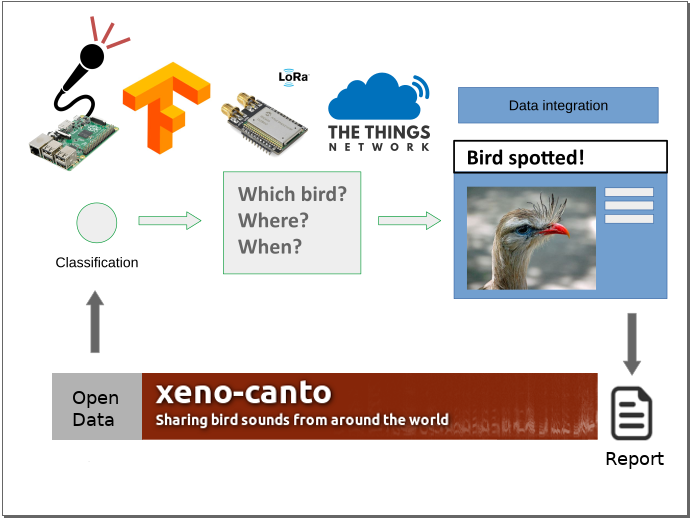 LoRa
THE THINGS
NETWORK
Data integration
Bird spotted!
Which bird?
Where?
When?
Classification
Open
Data
xeno-canto
Sharing bird sounds from around the world
Report